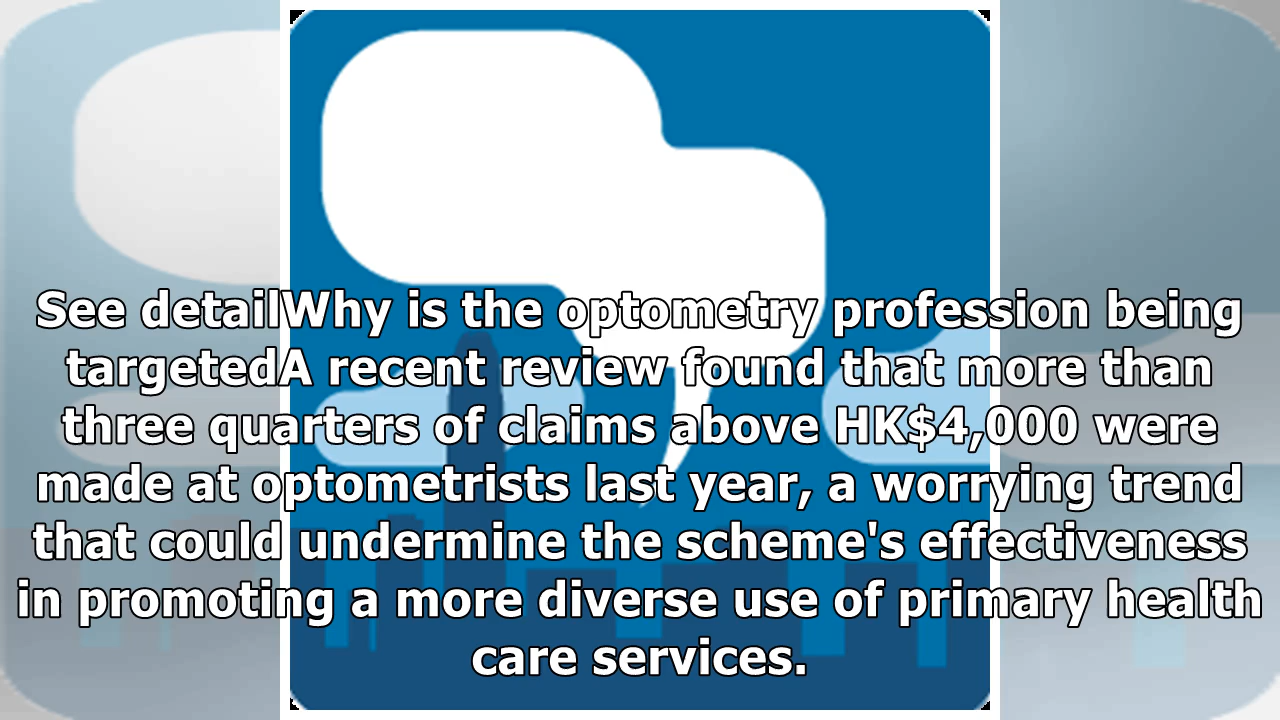 See detailWhy is the optometry profession being
targetedA recent review found that more than
three quarters of claims above HK$4,000 were
made at optometrists last year, a worrying trend
that could undermine the scheme's effectiveness
in promoting a more diverse use of primary health
care services.